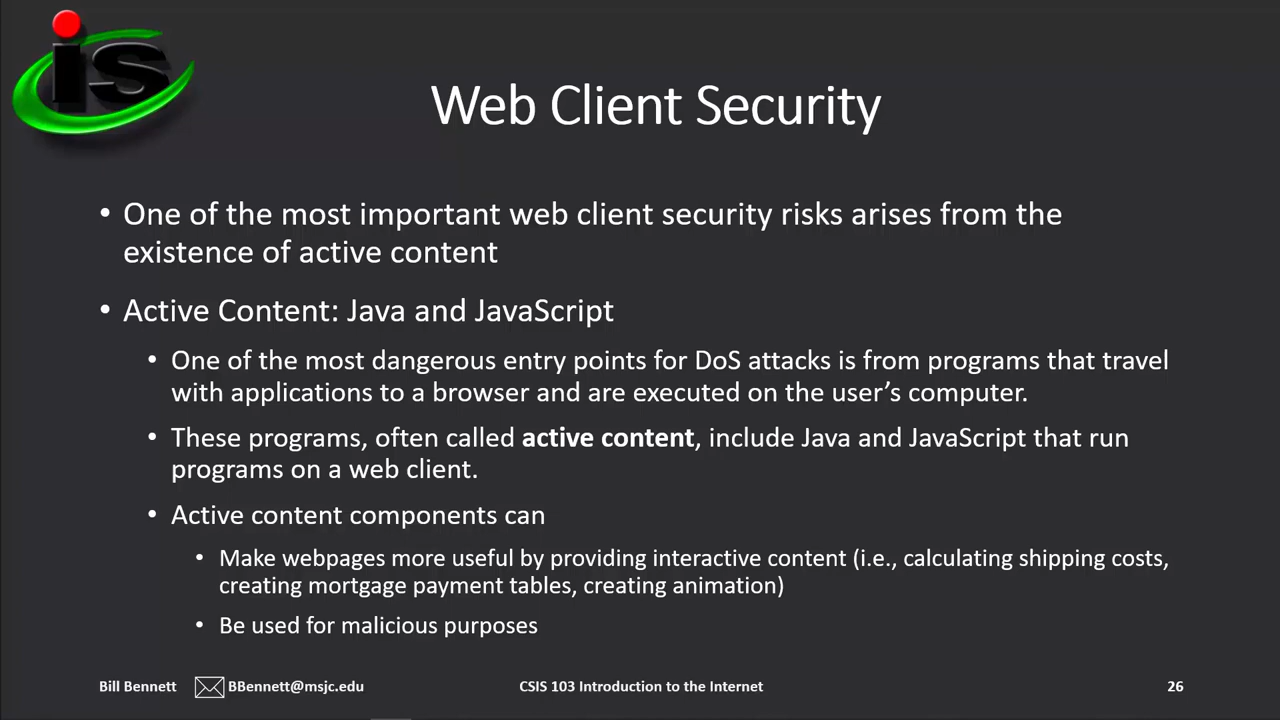 is
Web Client Security
• One of the most important web client security risks arises from the
existence of active content
• Active Content: Java and JavaScript
• One of the most dangerous entry points for DoS attacks is from programs that travel
with applications to a browser and are executed on the user’s computer.
• These programs, often called active content, include Java and JavaScript that run
programs on a web client.
• Active content components can
• Make webpages more useful by providing interactive content (i.e., calculating shipping costs,
creating mortgage payment tables, creating animation)
• Be used for malicious purposes
Bill Bennett BBennett@msjc.edu CSIS 103 Introduction to the Internet 26